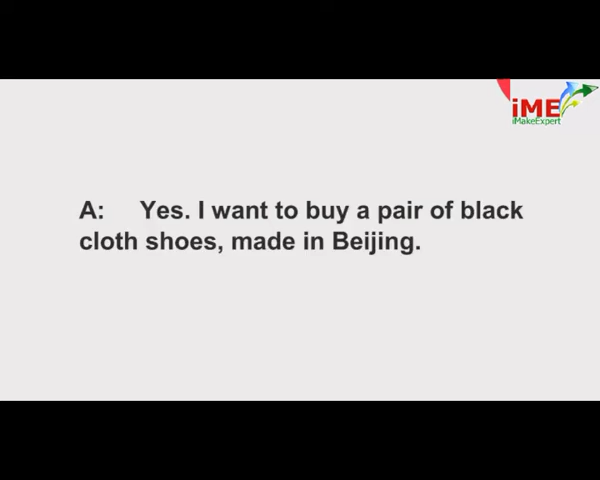 iME
iMakeExpert
A: Yes. I want to buy a pair of black
cloth shoes, made in Beijing.